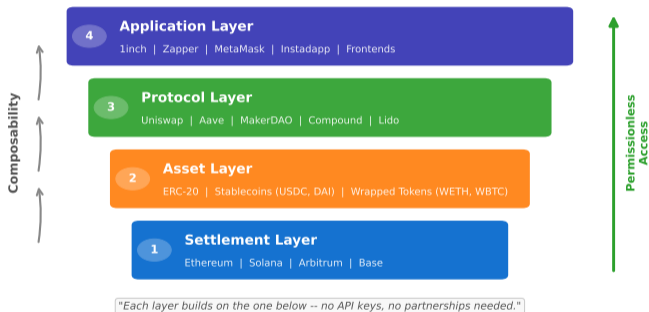 4
Application Layer
1inch | Zapper | MetaMask | Instadapp | Frontends
3
Protocol Layer
Uniswap | Aave | MakerDAO | Compound | Lido
2
Asset Layer
ERC-20 | Stablecoins (USDC, DAI) | Wrapped Tokens (WETH, WBTC)
1
Settlement Layer
Ethereum | Solana | Arbitrum | Base
Composability
Permissionless
Access
"Each layer builds on the one below -- no API keys, no partnerships needed."